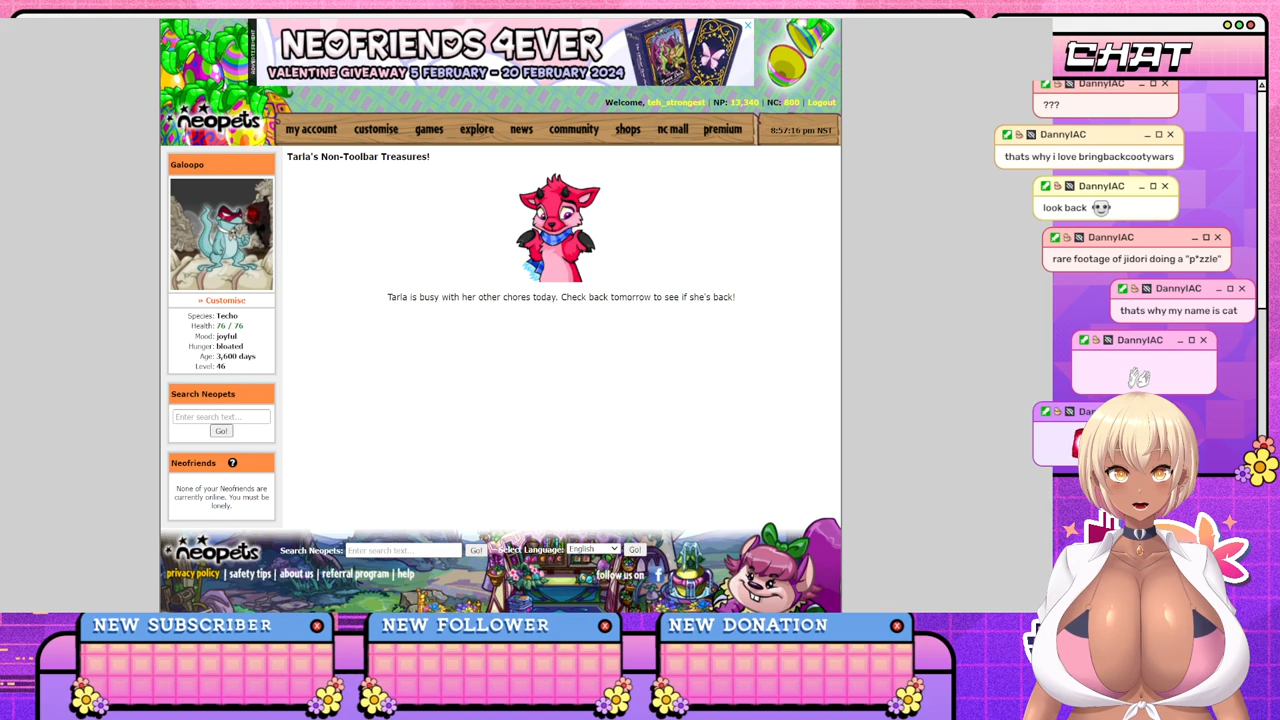 ADVERTISEMENT
NEOFRIENDS 4EVER
VALENTINE GIVEAWAY 5 FEBRUARY - 20 FEBRUARY 2024
Welcome, teh_strongest | NP: 13,340 | NC: 800 | Logout
neopets
my account
customise
games
explore
news
community
shops
nc mall
premium
8:57:16 pm NST
Galoopo
» Customise
Species: Techo
Health: 76 / 76
Mood: joyful
Hunger: bloated
Age: 3,600 days
Level: 46
Search Neopets
Enter search text...
Go!
Neofriends ?
None of your Neofriends are
currently online. You must be
lonely.
Tarla's Non-Toolbar Treasures!
Tarla is busy with her other chores today. Check back tomorrow to see if she's back!
neopets
Search Neopets: Enter search text... Go! Select Language: English Go!
privacy policy | safety tips | about us | referral program | help
follow us on f
CHAT
DannyIAC
???
DannyIAC
thats why i love bringbackcootywars
DannyIAC
look back
DannyIAC
rare footage of jidori doing a "p*zzle"
DannyIAC
thats why my name is cat
DannyIAC
Da
NEW SUBSCRIBER
NEW FOLLOWER
NEW DONATION